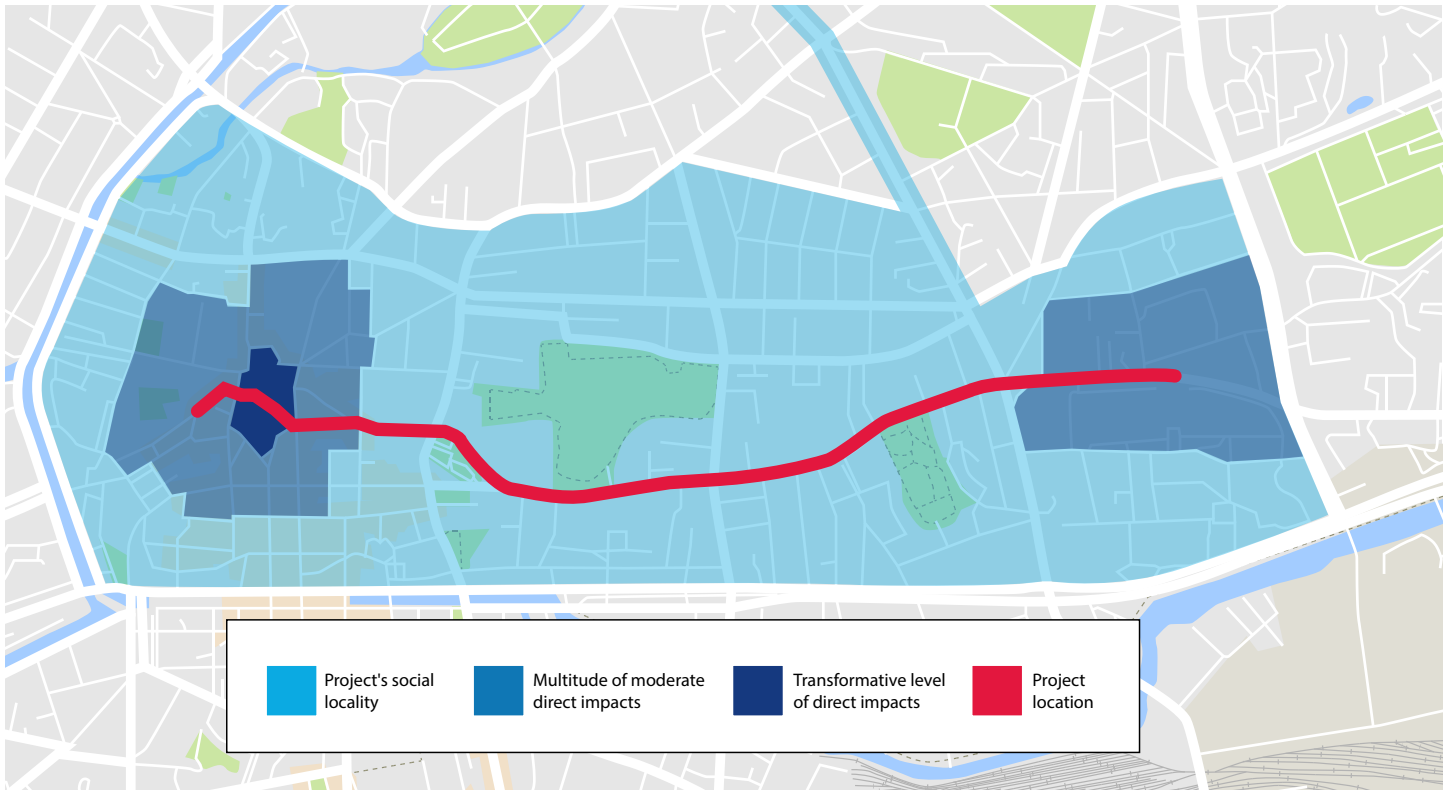 Project's social
locality
Multitude of moderate
direct impacts
Transformative level
of direct impacts
Project
location